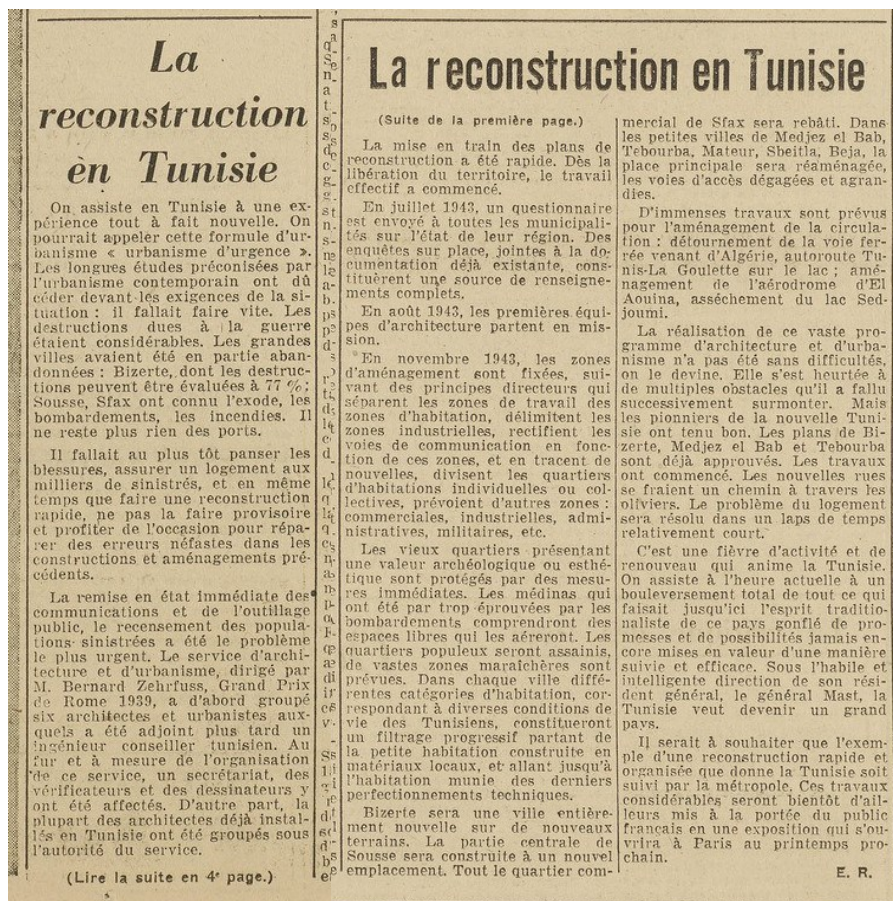 La
reconstruction
en Tunisie
On assiste en Tunisie à une ex-
périence tout à fait nouvelle. On
pourrait appeler cette formule d'ur-
banisme « urbanisme d'urgence ».
Les longues études préconisées par
l'urbanisme contemporain ont dû
céder devant les exigences de la si-
tuation : il fallait faire vite. Les
destructions dues à la guerre
étaient considérables. Les grandes
villes avaient été en partie aban-
données : Bizerte, dont les destruc-
tions peuvent être évaluées à 77 % ;
Sousse, Sfax ont connu l'exode, les
bombardements, les incendies. Il
ne reste plus rien des ports.
Il fallait au plus tôt panser les
blessures, assurer un logement aux
milliers de sinistrés, et en même
temps que faire une reconstruction
rapide, ne pas la faire provisoire
et profiter de l'occasion pour répa-
rer des erreurs néfastes dans les
constructions et aménagements pré-
cédents.
La remise en état immédiate des
communications et de l'outillage
public, le recensement des popula-
tions sinistrées a été le problème
le plus urgent. Le service d'archi-
tecture et d'urbanisme, dirigé par
M. Bernard Zehrfuss, Grand Prix
de Rome 1939, a d'abord groupé
six architectes et urbanistes aux-
quels a été adjoint plus tard un
ingénieur conseiller tunisien. Au
fur et à mesure de l'organisation
de ce service, un secrétariat, des
vérificateurs et des dessinateurs y
ont été affectés. D'autre part, la
plupart des architectes déjà instal-
lés en Tunisie ont été groupés sous
l'autorité du service.
(Lire la suite en 4e page.)
La reconstruction en Tunisie
(Suite de la première page.)
La mise en train des plans de
reconstruction a été rapide. Dès la
libération du territoire, le travail
effectif a commencé.
En juillet 1943, un questionnaire
est envoyé à toutes les municipali-
tés sur l'état de leur région. Des
enquêtes sur place, jointes à la do-
cumentation déjà existante, cons-
tituèrent une source de renseigne-
ments complets.
En août 1943, les premières équi-
pes d'architecture partent en mis-
sion.
En novembre 1943, les zones
d'aménagement sont fixées, sui-
vant des principes directeurs qui
séparent les zones de travail des
zones d'habitation, délimitent les
zones industrielles, rectifient les
voies de communication en fonc-
tion de ces zones, et en tracent de
nouvelles, divisent les quartiers
d'habitations individuelles ou col-
lectives, prévoient d'autres zones :
commerciales, industrielles, admi-
nistratives, militaires, etc.
Les vieux quartiers présentant
une valeur archéologique ou esthé-
tique sont protégés par des mesu-
res immédiates. Les médinas qui
ont été par trop éprouvées par les
bombardements comprendront des
espaces libres qui les aéreront. Les
quartiers populeux seront assainis,
de vastes zones maraîchères sont
prévues. Dans chaque ville diffé-
rentes catégories d'habitation, cor-
respondant à diverses conditions de
vie des Tunisiens, constitueront
un filtrage progressif partant de
la petite habitation construite en
matériaux locaux, et allant jusqu'à
l'habitation munie des derniers
perfectionnements techniques.
Bizerte sera une ville entière-
ment nouvelle sur de nouveaux
terrains. La partie centrale de
Sousse sera construite à un nouvel
emplacement. Tout le quartier com-
mercial de Sfax sera rebâti. Dans
les petites villes de Medjez el Bab,
Tebourba, Mateur, Sbeitla, Beja, la
place principale sera réaménagée,
les voies d'accès dégagées et agran-
dies.
D'immenses travaux sont prévus
pour l'aménagement de la circula-
tion : détournement de la voie fer-
rée venant d'Algérie, autoroute Tu-
nis-La Goulette sur le lac ; amé-
nagement de l'aérodrome d'El
Aouina, asséchement du lac Sed-
joumi.
La réalisation de ce vaste pro-
gramme d'architecture et d'urba-
nisme n'a pas été sans difficultés,
on le devine. Elle s'est heurtée à
de multiples obstacles qu'il a fallu
successivement surmonter. Mais
les pionniers de la nouvelle Tuni-
sie ont tenu bon. Les plans de Bi-
zerte, Medjez el Bab et Tebourba
sont déjà approuvés. Les travaux
ont commencé. Les nouvelles rues
se fraient un chemin à travers les
oliviers. Le problème du logement
sera résolu dans un laps de temps
relativement court.
C'est une fièvre d'activité et de
renouveau qui anime la Tunisie.
On assiste à l'heure actuelle à un
bouleversement total de tout ce qui
faisait jusqu'ici l'esprit traditio-
naliste de ce pays gonflé de pro-
messes et de possibilités jamais en-
core mises en valeur d'une manière
suivie et efficace. Sous l'habile et
intelligente direction de son rési-
dent général, le général Mast, la
Tunisie veut devenir un grand
pays.
Il serait à souhaiter que l'exem-
ple d'une reconstruction rapide et
organisée que donne la Tunisie soit
suivi par la métropole. Ces travaux
considérables seront bientôt d'ail-
leurs mis à la portée du public
français en une exposition qui s'ou-
vrira à Paris au printemps pro-
chain.
E. R.